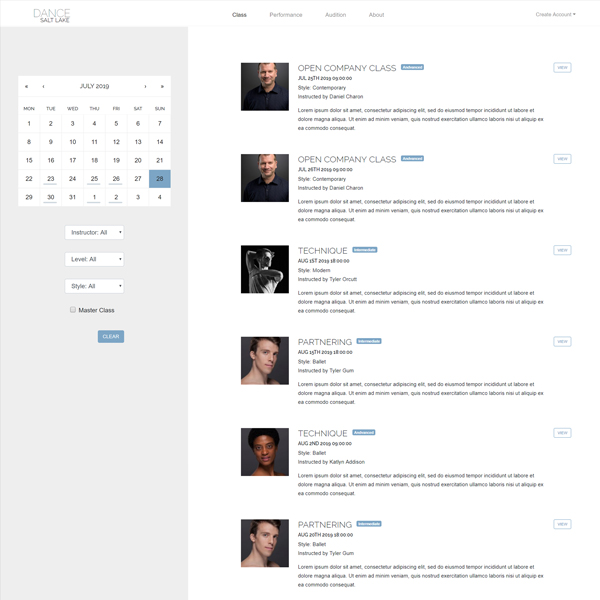 DANCE
SALT LAKE
Class Performance Audition About
Create Account
« ‹ JULY 2019 › »
MON TUE WED THU FRI SAT SUN
1 2 3 4 5 6 7
8 9 10 11 12 13 14
15 16 17 18 19 20 21
22 23 24 25 26 27 28
29 30 31 1 2 3 4
Instructor: All
Level: All
Style: All
Master Class
CLEAR
OPEN COMPANY CLASS Advanced
VIEW
JUL 25TH 2019 09:00:00
Style: Contemporary
Instructed by Daniel Charon
Lorem ipsum dolor sit amet, consectetur adipiscing elit, sed do eiusmod tempor incididunt ut labore et
dolore magna aliqua. Ut enim ad minim veniam, quis nostrud exercitation ullamco laboris nisi ut aliquip ex
ea commodo consequat.
OPEN COMPANY CLASS Advanced
VIEW
JUL 26TH 2019 09:00:00
Style: Contemporary
Instructed by Daniel Charon
Lorem ipsum dolor sit amet, consectetur adipiscing elit, sed do eiusmod tempor incididunt ut labore et
dolore magna aliqua. Ut enim ad minim veniam, quis nostrud exercitation ullamco laboris nisi ut aliquip ex
ea commodo consequat.
TECHNIQUE Intermediate
VIEW
AUG 1ST 2019 18:00:00
Style: Modern
Instructed by Tyler Orcutt
Lorem ipsum dolor sit amet, consectetur adipiscing elit, sed do eiusmod tempor incididunt ut labore et
dolore magna aliqua. Ut enim ad minim veniam, quis nostrud exercitation ullamco laboris nisi ut aliquip ex
ea commodo consequat.
PARTNERING Intermediate
VIEW
AUG 15TH 2019 18:00:00
Style: Ballet
Instructed by Tyler Gum
Lorem ipsum dolor sit amet, consectetur adipiscing elit, sed do eiusmod tempor incididunt ut labore et
dolore magna aliqua. Ut enim ad minim veniam, quis nostrud exercitation ullamco laboris nisi ut aliquip ex
ea commodo consequat.
TECHNIQUE Advanced
VIEW
AUG 2ND 2019 09:00:00
Style: Ballet
Instructed by Katlyn Addison
Lorem ipsum dolor sit amet, consectetur adipiscing elit, sed do eiusmod tempor incididunt ut labore et
dolore magna aliqua. Ut enim ad minim veniam, quis nostrud exercitation ullamco laboris nisi ut aliquip ex
ea commodo consequat.
PARTNERING Intermediate
VIEW
AUG 20TH 2019 18:00:00
Style: Ballet
Instructed by Tyler Gum
Lorem ipsum dolor sit amet, consectetur adipiscing elit, sed do eiusmod tempor incididunt ut labore et
dolore magna aliqua. Ut enim ad minim veniam, quis nostrud exercitation ullamco laboris nisi ut aliquip ex
ea commodo consequat.